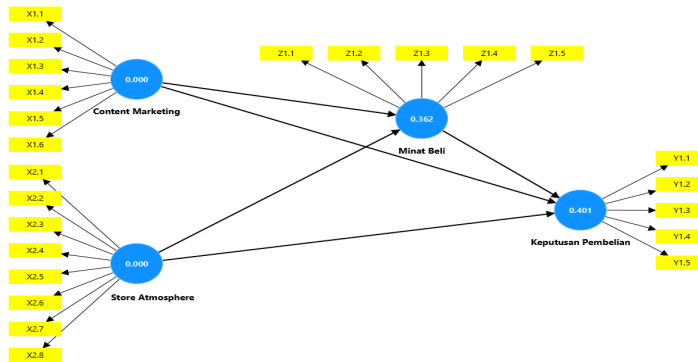 X1.1
X1.2
X1.3
X1.4
X1.5
X1.6
0.000
Content Marketing
X2.1
X2.2
X2.3
X2.4
X2.5
X2.6
X2.7
X2.8
0.000
Store Atmosphere
Z1.1
Z1.2
Z1.3
Z1.4
Z1.5
0.362
Minat Beli
0.401
Keputusan Pembelian
Y1.1
Y1.2
Y1.3
Y1.4
Y1.5